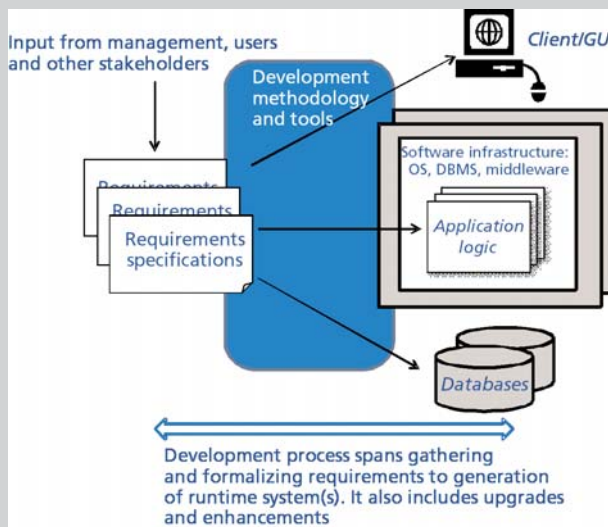 Input from management, users
and other stakeholders
Client/GU
Development
methodology
and tools
Software infrastructure:
OS, DBMS, middleware
Requirements
Requirements
Requirements
specifications
Application
logic
Databases
Development process spans gathering
and formalizing requirements to generation
of runtime system(s). It also includes upgrades
and enhancements